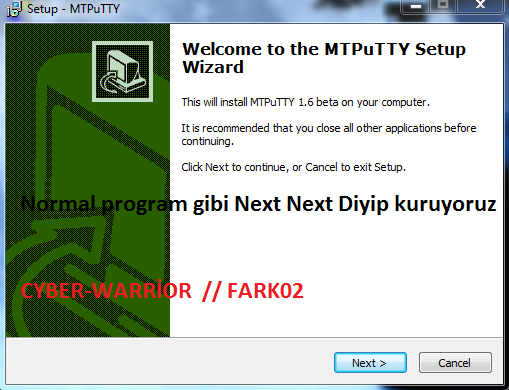 Setup - MTPuTTY
Welcome to the MTPuTTY Setup
Wizard
This will install MTPuTTY 1.6 beta on your computer.
It is recommended that you close all other applications before
continuing.
Click Next to continue, or Cancel to exit Setup.
Normal program gibi Next Next Diyip kuruyoruz
CYBER-WARRİOR // FARK02
Next >
Cancel